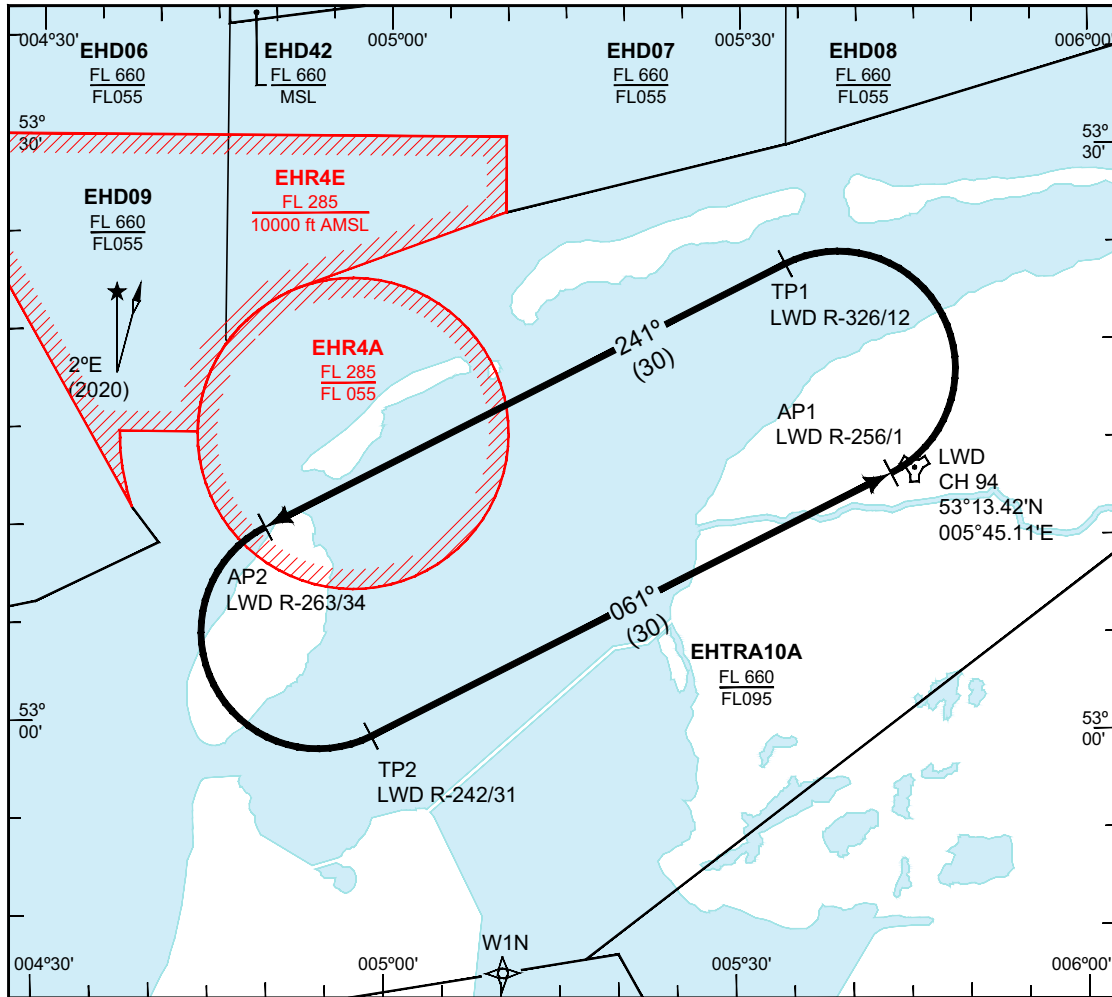 004°30'
005°00'
005°30'
006°00'
EHD06
FL 660
FL055
EHD42
FL 660
MSL
EHD07
FL 660
FL055
EHD08
FL 660
FL055
53°
30'
53°
30'
EHR4E
FL 285
10000 ft AMSL
EHD09
FL 660
FL055
2°E
(2020)
EHR4A
FL 285
FL 055
TP1
LWD R-326/12
241°
(30)
AP1
LWD R-256/1
LWD
CH 94
53°13.42'N
005°45.11'E
AP2
LWD R-263/34
061°
(30)
EHTRA10A
FL 660
FL095
53°
00'
53°
00'
TP2
LWD R-242/31
W1N
004°30'
005°00'
005°30'
006°00'